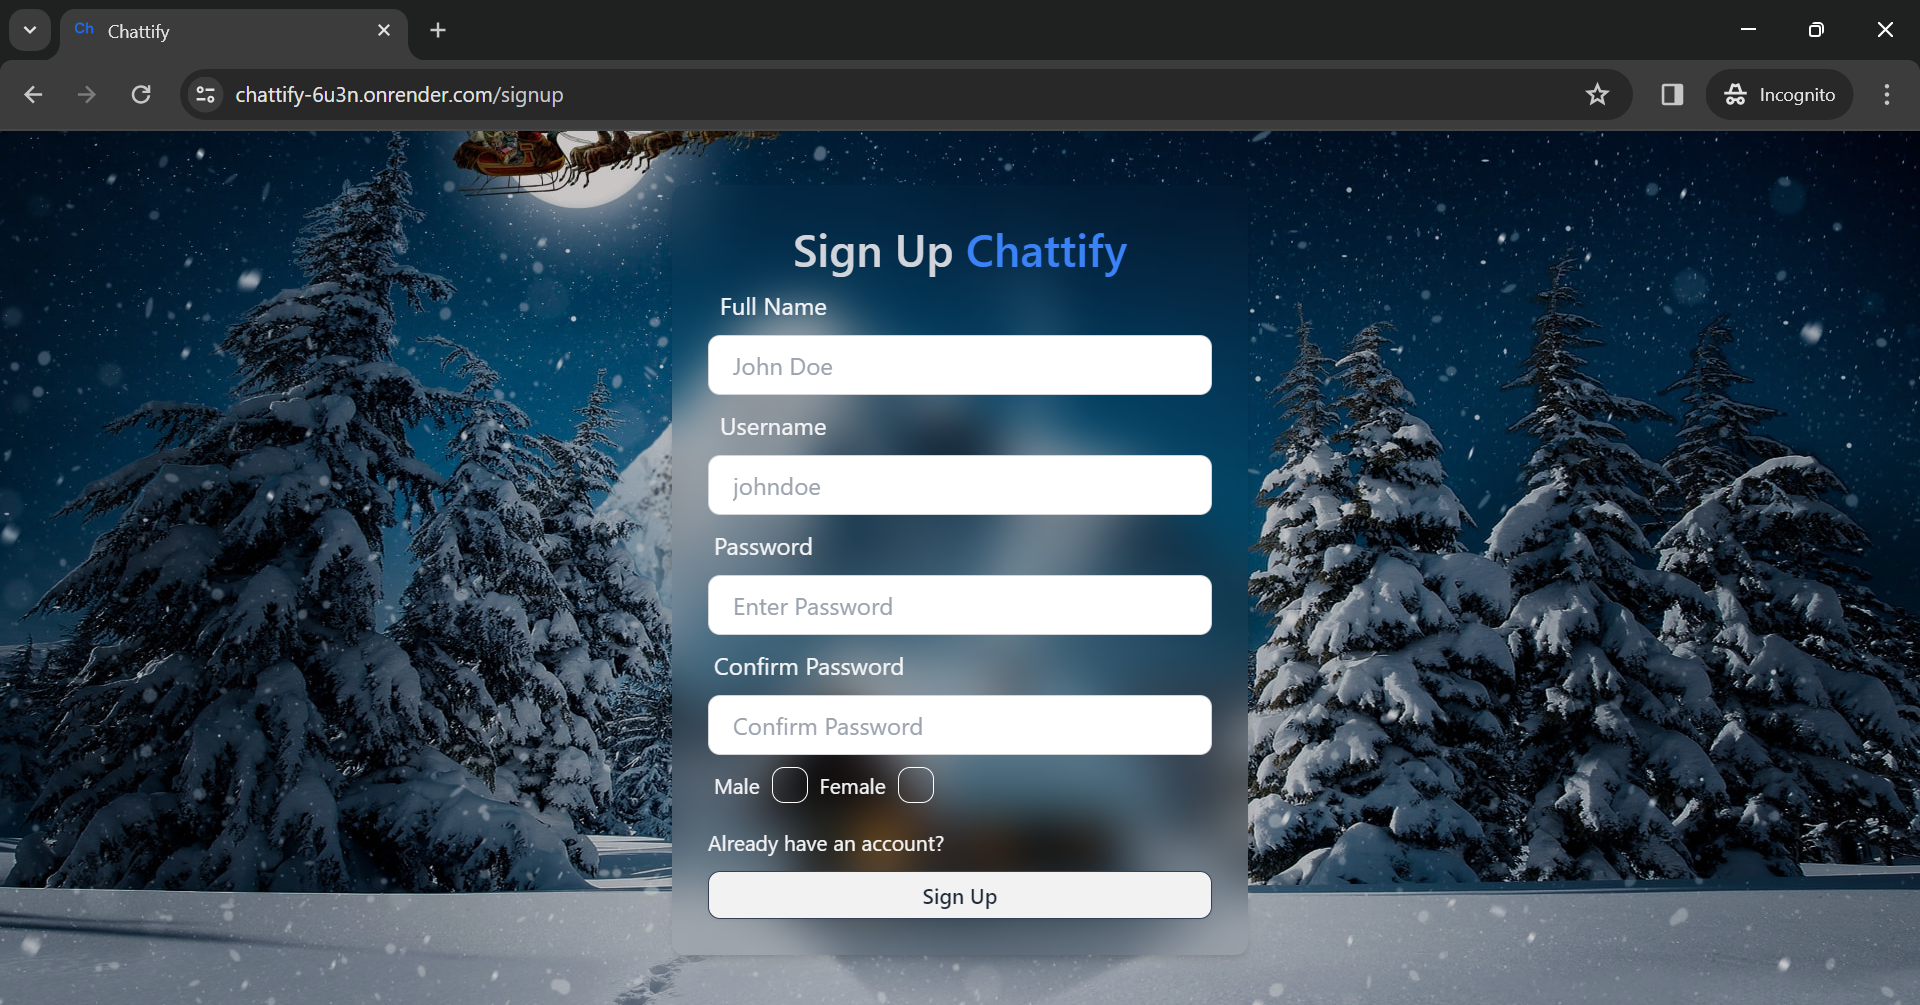 Ch Chattify
chattify-6u3n.onrender.com/signup
Incognito
Sign Up Chattify
Full Name
John Doe
Username
johndoe
Password
Enter Password
Confirm Password
Confirm Password
Male Female
Already have an account?
Sign Up